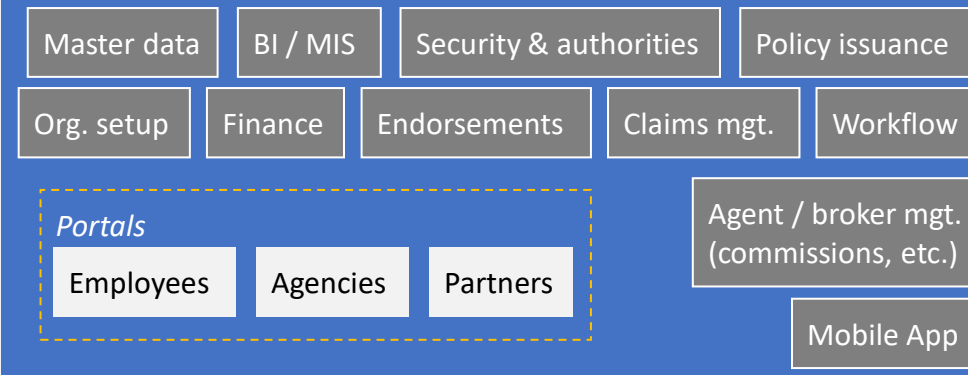 Master data
BI / MIS
Security & authorities
Policy issuance
Org. setup
Finance
Endorsements
Claims mgt.
Workflow
Portals
Employees
Agencies
Partners
Agent / broker mgt.
(commissions, etc.)
Mobile App